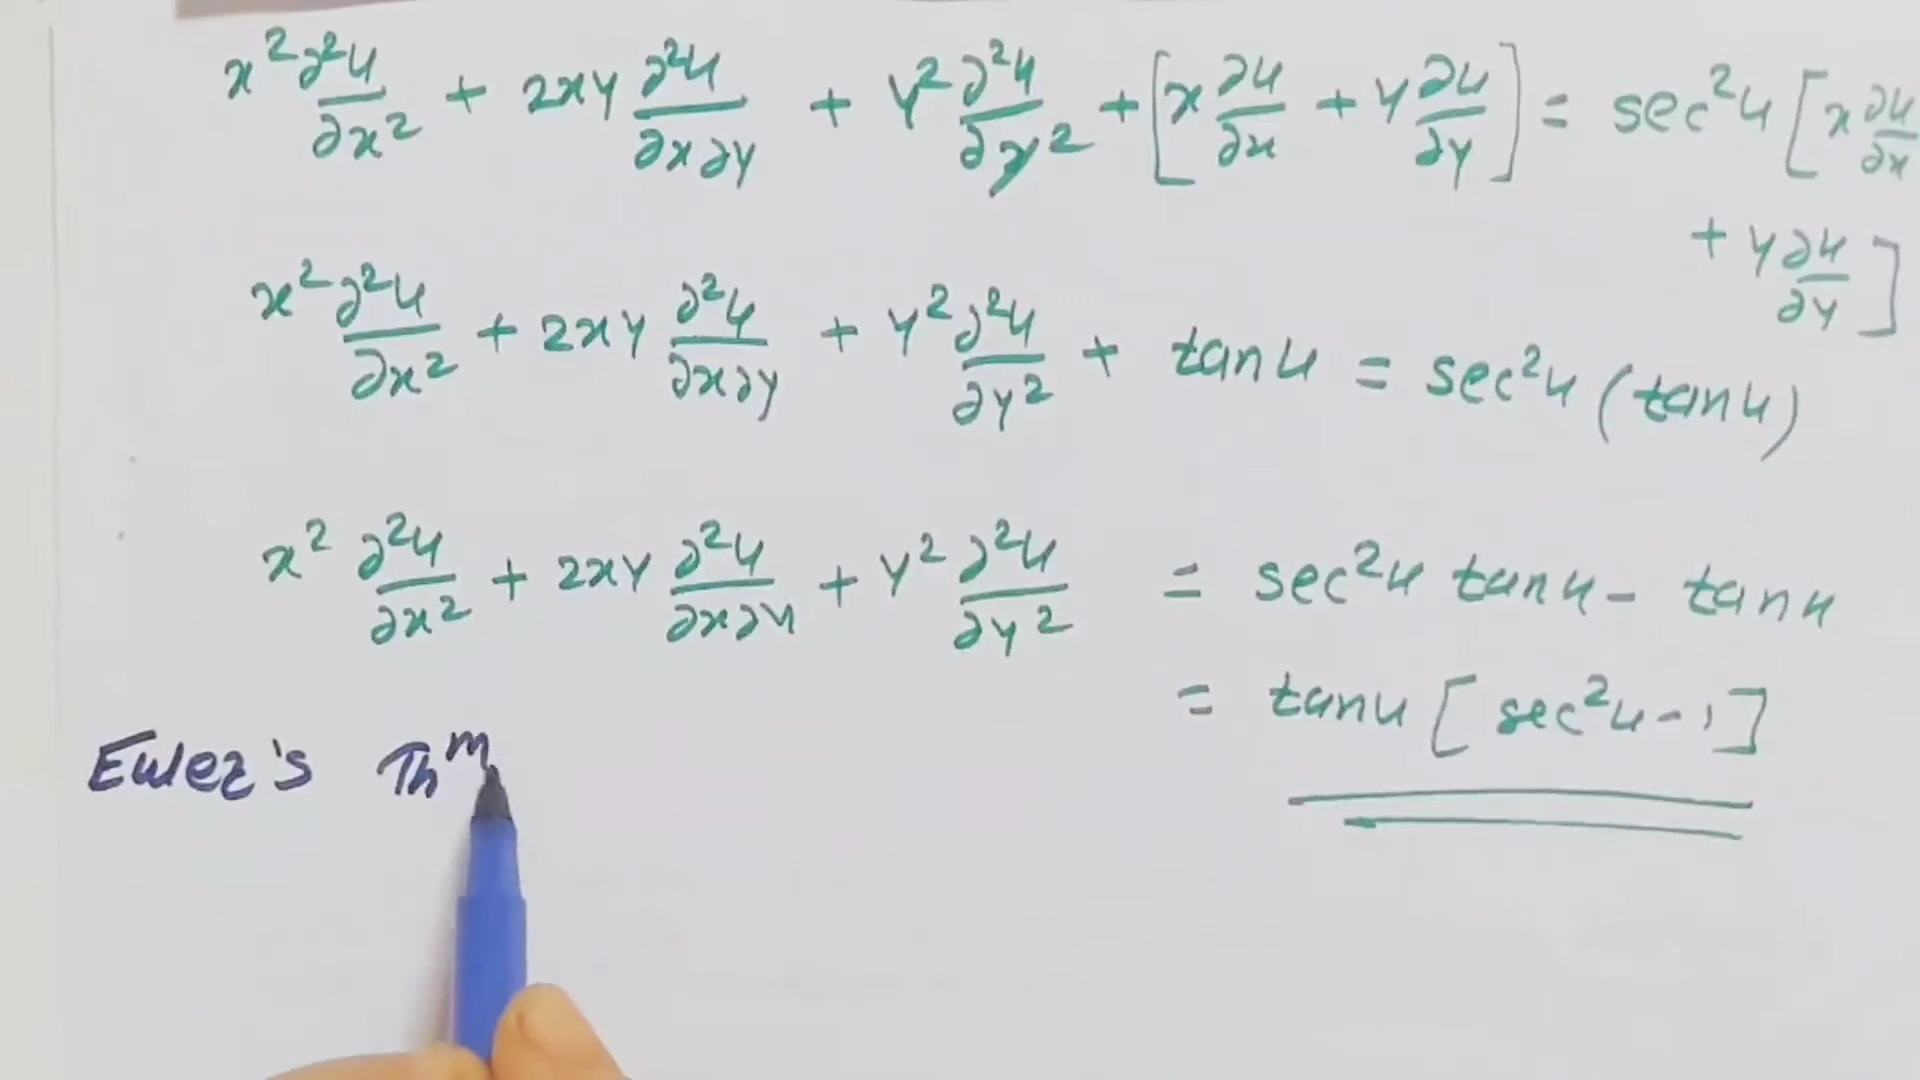 x² ∂²u/∂x² + 2xy ∂²u/∂x∂y + y² ∂²u/∂y² + [x ∂u/∂x + y ∂u/∂y] = sec²u [x ∂u/∂x
+ y ∂u/∂y]
x² ∂²u/∂x² + 2xy ∂²u/∂x∂y + y² ∂²u/∂y² + tanu = sec²u (tanu)
x² ∂²u/∂x² + 2xy ∂²u/∂x∂y + y² ∂²u/∂y² = sec²u tanu - tanu
= tanu [sec²u - 1]
Euler's Thᵐ